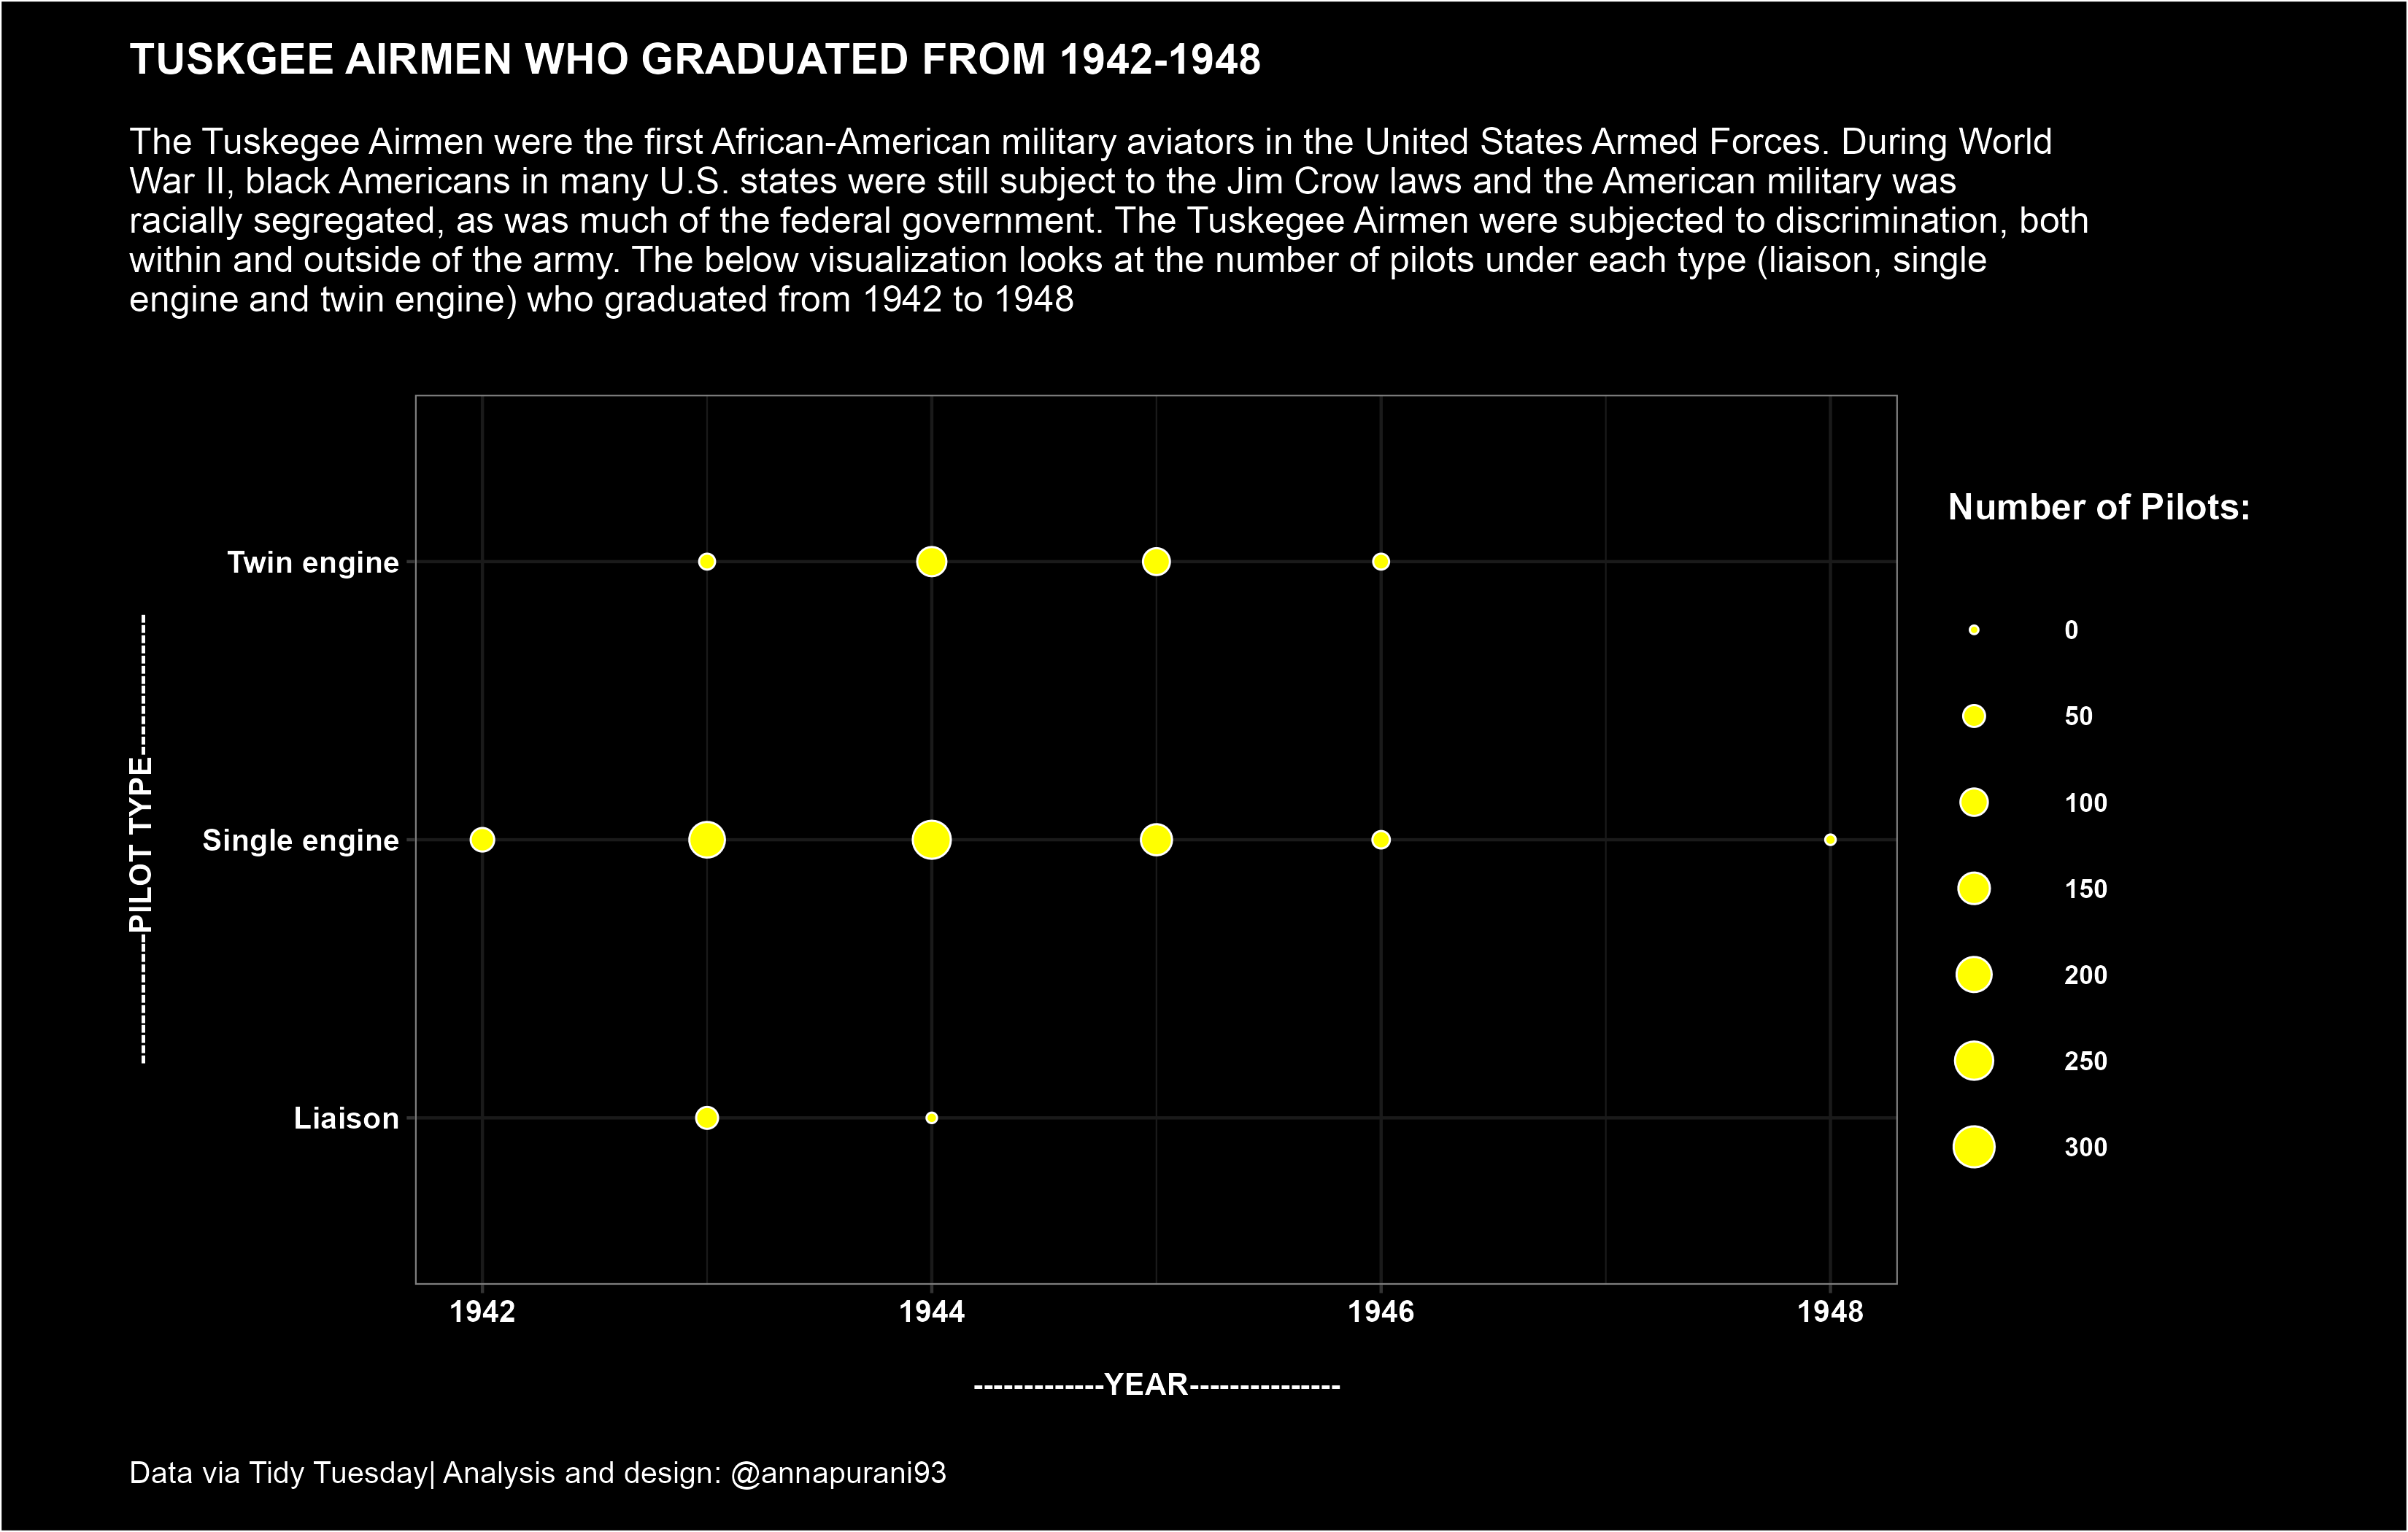 TUSKGEE AIRMEN WHO GRADUATED FROM 1942-1948
The Tuskegee Airmen were the first African-American military aviators in the United States Armed Forces. During World
War II, black Americans in many U.S. states were still subject to the Jim Crow laws and the American military was
racially segregated, as was much of the federal government. The Tuskegee Airmen were subjected to discrimination, both
within and outside of the army. The below visualization looks at the number of pilots under each type (liaison, single
engine and twin engine) who graduated from 1942 to 1948
-------------PILOT TYPE--------------
Twin engine
Single engine
Liaison
1942
1944
1946
1948
-------------YEAR---------------
Number of Pilots:
0
50
100
150
200
250
300
Data via Tidy Tuesday| Analysis and design: @annapurani93